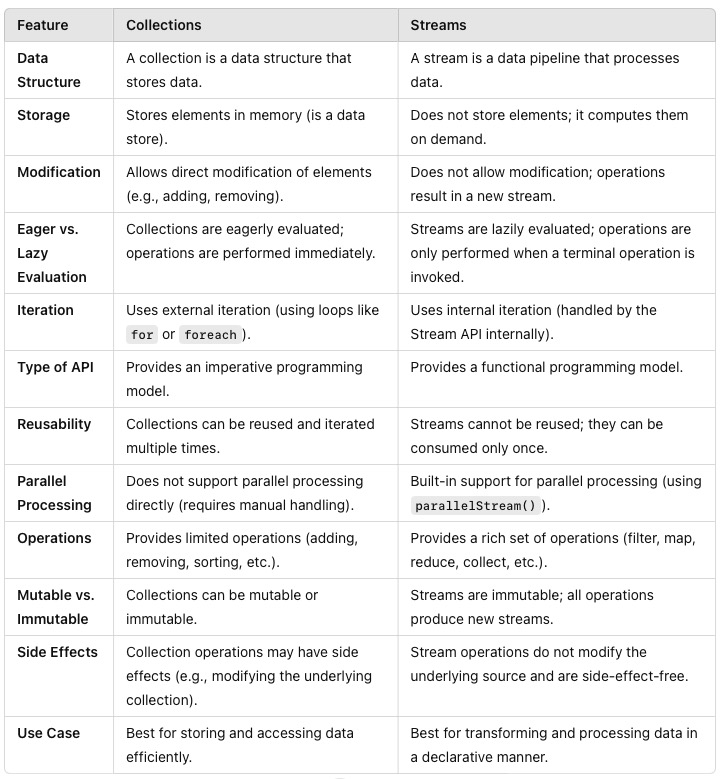 Feature Collections Streams
Data Structure
A collection is a data structure that
stores data.
A stream is a data pipeline that processes
data.
Storage
Stores elements in memory (is a data
store).
Does not store elements; it computes them
on demand.
Modification
Allows direct modification of elements
(e.g., adding, removing).
Does not allow modification; operations
result in a new stream.
Eager vs.
Lazy
Evaluation
Collections are eagerly evaluated;
operations are performed immediately.
Streams are lazily evaluated; operations are
only performed when a terminal operation is
invoked.
Iteration
Uses external iteration (using loops like
for or foreach ).
Uses internal iteration (handled by the
Stream API internally).
Type of API
Provides an imperative programming
model.
Provides a functional programming model.
Reusability
Collections can be reused and iterated
multiple times.
Streams cannot be reused; they can be
consumed only once.
Parallel
Processing
Does not support parallel processing
directly (requires manual handling).
Built-in support for parallel processing (using
parallelStream() ).
Operations
Provides limited operations (adding,
removing, sorting, etc.).
Provides a rich set of operations (filter, map,
reduce, collect, etc.).
Mutable vs.
Immutable
Collections can be mutable or
immutable.
Streams are immutable; all operations
produce new streams.
Side Effects
Collection operations may have side
effects (e.g., modifying the underlying
collection).
Stream operations do not modify the
underlying source and are side-effect-free.
Use Case
Best for storing and accessing data
efficiently.
Best for transforming and processing data in
a declarative manner.